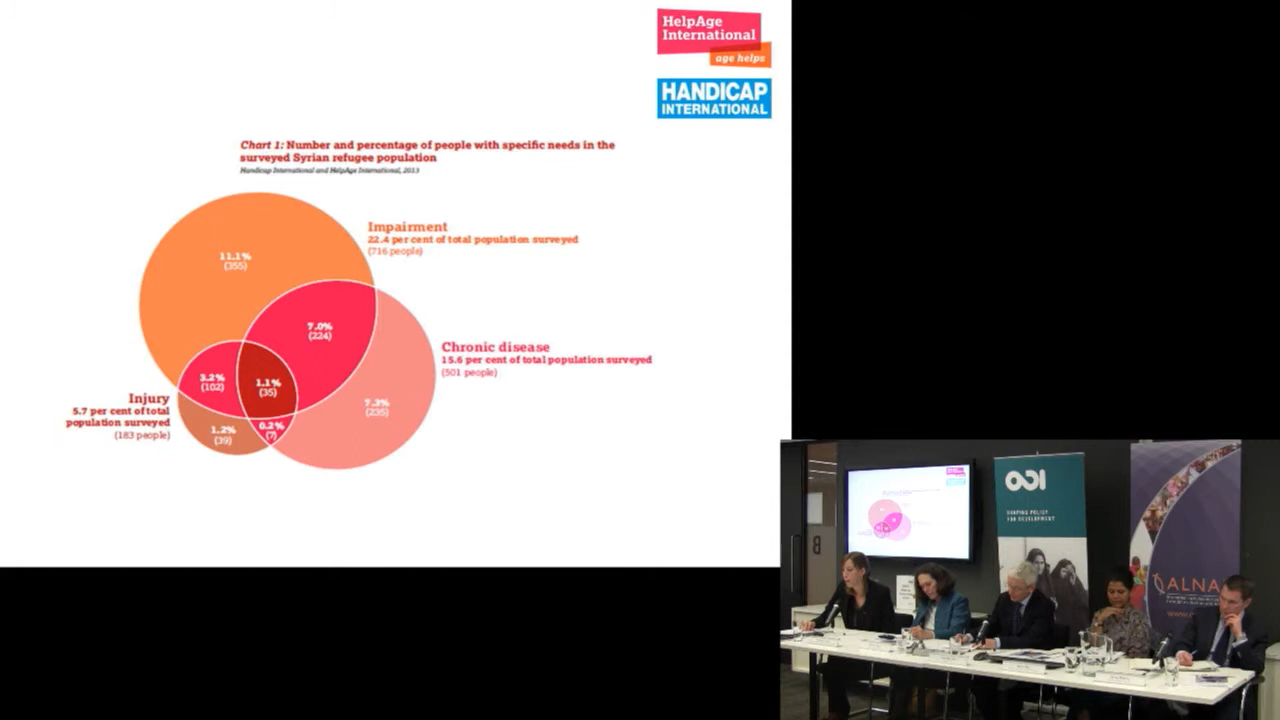 HelpAge
International
age helps
HANDICAP
INTERNATIONAL
Chart 1: Number and percentage of people with specific needs in the
surveyed Syrian refugee population
Handicap International and HelpAge International, 2013
Impairment
22.4 per cent of total population surveyed
(716 people)
11.1%
(355)
7.0%
(224)
Chronic disease
15.6 per cent of total population surveyed
(501 people)
3.2%
(102)
1.1%
(35)
7.3%
(235)
Injury
5.7 per cent of total
population surveyed
(183 people)
1.2%
(39)
0.2%
(7)
ODI
SHAPING POLICY
FOR DEVELOPMENT
B
ALNA